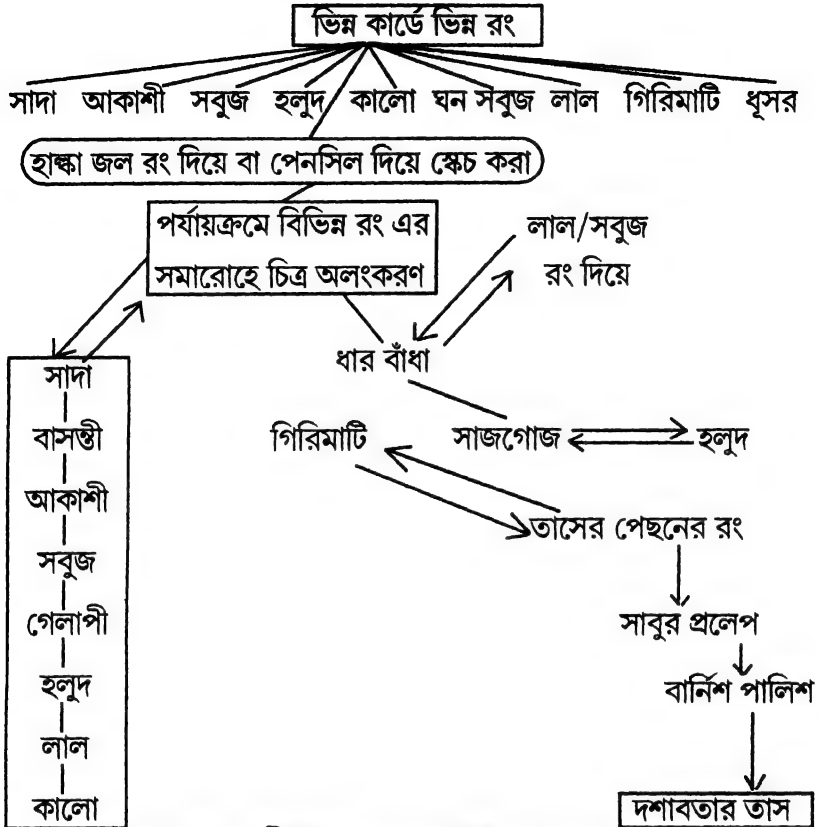 ভিন্ন কার্ডে ভিন্ন রং
সাদা আকাশী সবুজ হলুদ কালো ঘন সবুজ লাল গিরিমাটি ধূসর
হাল্কা জল রং দিয়ে বা পেনসিল দিয়ে স্কেচ করা
পর্যায়ক্রমে বিভিন্ন রং এর
সমারোহে চিত্র অলংকরণ
লাল/সবুজ
রং দিয়ে
ধার বাঁধা
সাদা
বাসন্তী
আকাশী
সবুজ
গেলাপী
হলুদ
লাল
কালো
গিরিমাটি
সাজগোজ
হলুদ
তাসের পেছনের রং
সাবুর প্রলেপ
বার্নিশ পালিশ
দশাবতার তাস